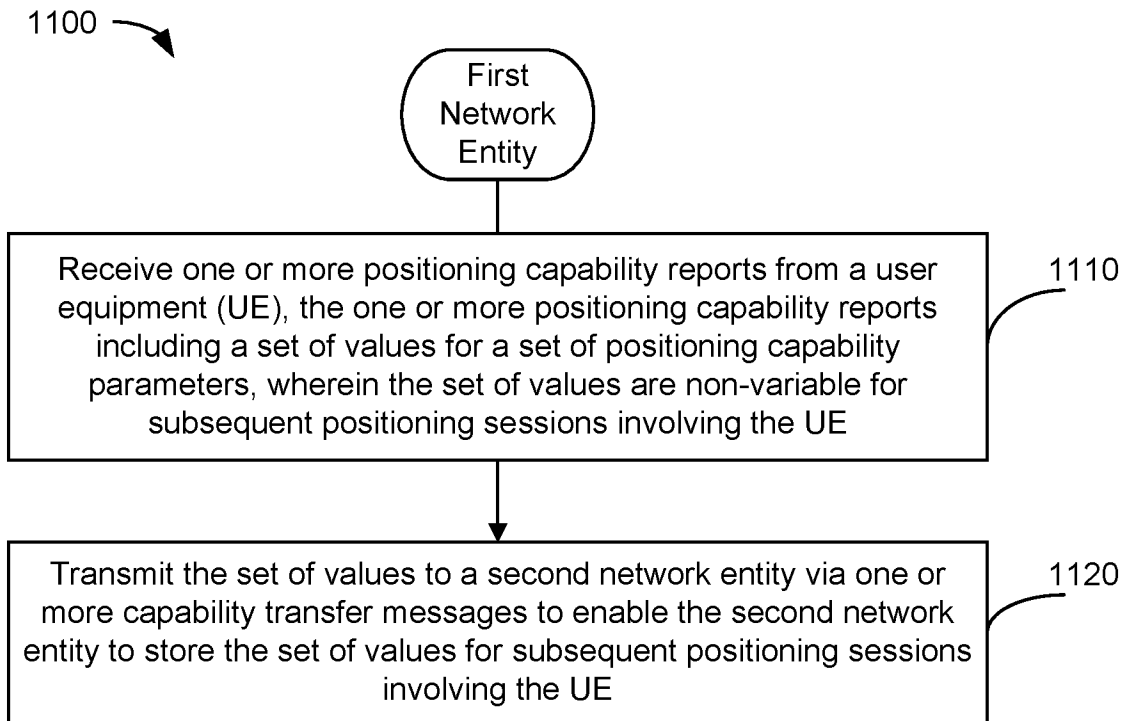 1100
First
Network
Entity
Receive one or more positioning capability reports from a user
equipment (UE), the one or more positioning capability reports
including a set of values for a set of positioning capability
parameters, wherein the set of values are non-variable for
subsequent positioning sessions involving the UE
1110
Transmit the set of values to a second network entity via one or
more capability transfer messages to enable the second network
entity to store the set of values for subsequent positioning sessions
involving the UE
1120